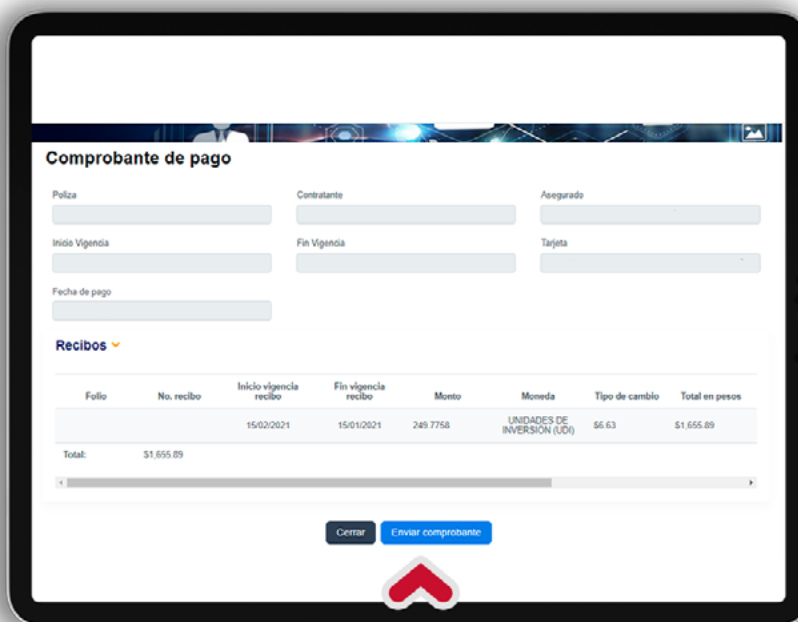 Comprobante de pago
Poliza Contratante Asegurado
Inicio Vigencia Fin Vigencia Tarjeta
Fecha de pago
Recibos
Folio No. recibo Inicio vigencia recibo Fin vigencia recibo Monto Moneda Tipo de cambio Total en pesos
15/02/2021 15/01/2021 249.7758 UNIDADES DE INVERSIÓN (UDI) $6.63 $1,655.89
Total: $1,655.89
Cerrar Enviar comprobante